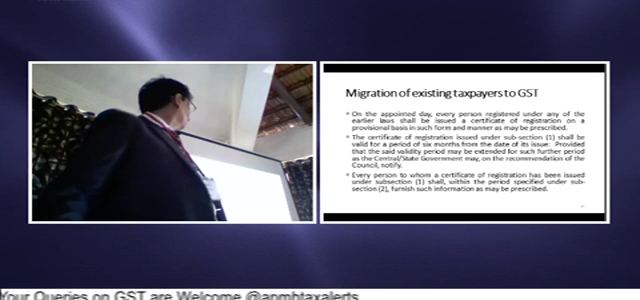 Migration of existing taxpayers to GST
On the appointed day, every person registered under any of the
earlier laws shall be issued a certificate of registration on a
provisional basis in such form and manner as may be prescribed.
The certificate of registration issued under sub-section (1) shall be
valid for a period of six months from the date of its issue: Provided
that the said validity period may be extended for such further period
as the Central/State Government may, on the recommendation of the
Council, notify.
Every person to whom a certificate of registration has been issued
under subsection (1) shall, within the period specified under sub-
section (2), furnish such information as may be prescribed.
Your Queries on GST are Welcome @apmhtaxalerts